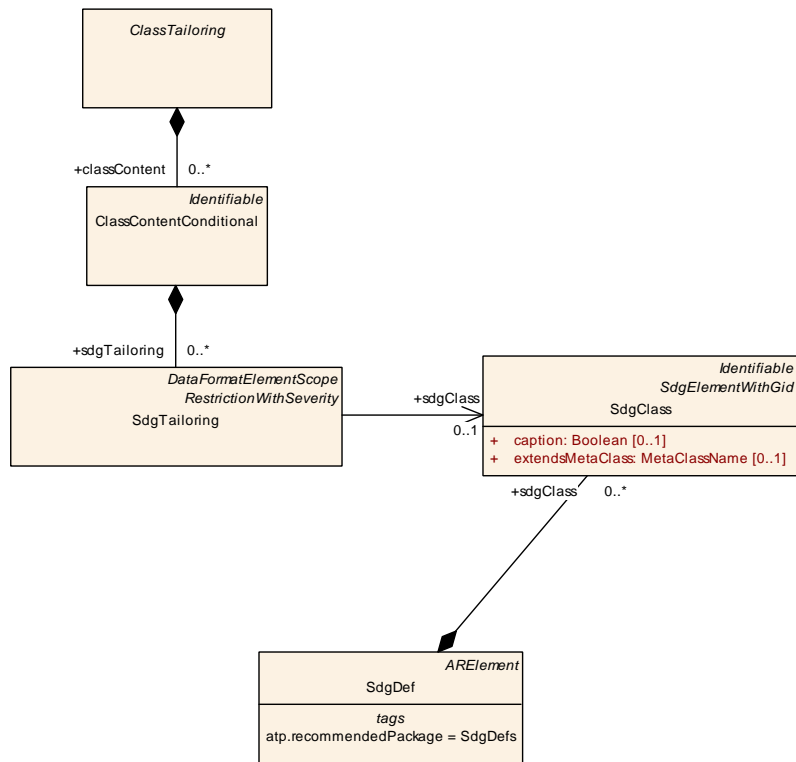 ClassTailoring
+classContent 0..*
Identifiable
ClassContentConditional
+sdgTailoring 0..*
DataFormatElementScope
RestrictionWithSeverity
SdgTailoring
+sdgClass
0..1
Identifiable
SdgElementWithGid
SdgClass
+ caption: Boolean [0..1]
+ extendsMetaClass: MetaClassName [0..1]
+sdgClass 0..*
ARElement
SdgDef
tags
atp.recommendedPackage = SdgDefs